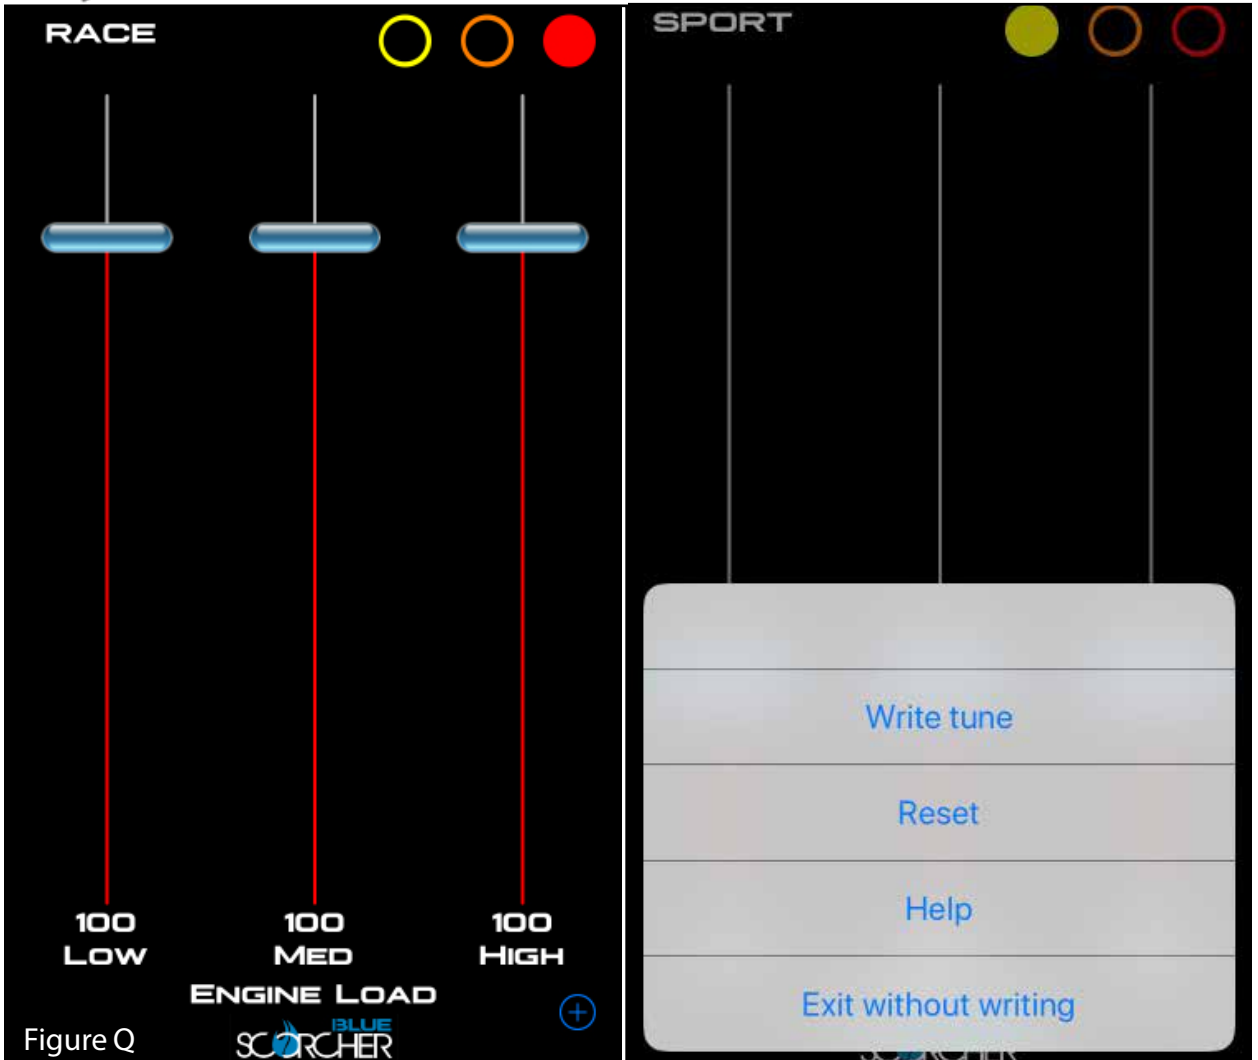 RACE
100 100 100
LOW MED HIGH
ENGINE LOAD
BLUE
SCORCHER
Figure Q
SPORT
Write tune
Reset
Help
Exit without writing